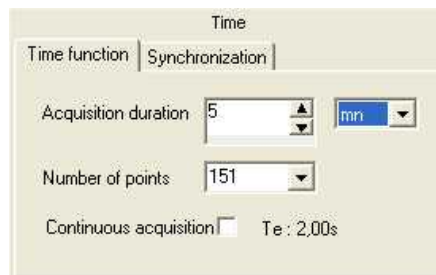 Time
Time function Synchronization
Acquisition duration 5 mn
Number of points 151
Continuous acquisition Te : 2,00s